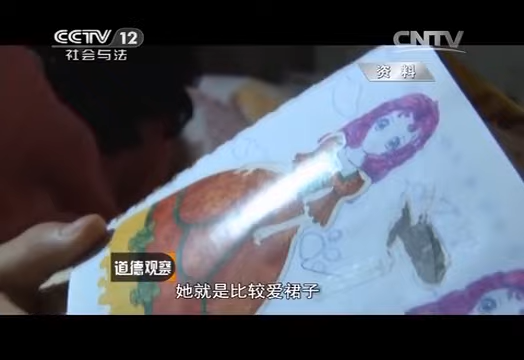 CCTV 12
社会与法
CNTV
资料
道德观察
她就是比较爱裙子